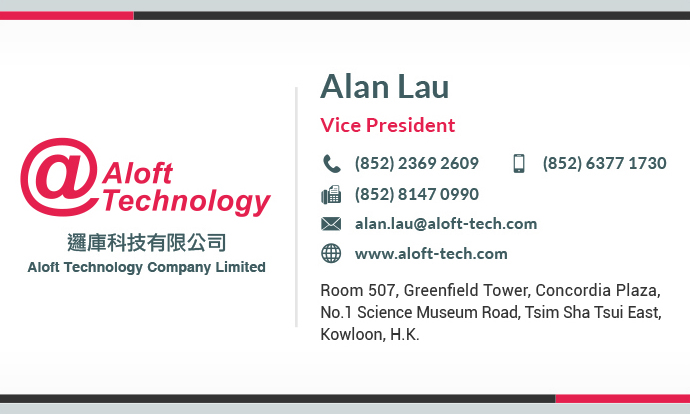 @ Aloft
Technology
邏庫科技有限公司
Aloft Technology Company Limited
Alan Lau
Vice President
(852) 2369 2609 (852) 6377 1730
(852) 8147 0990
alan.lau@aloft-tech.com
www.aloft-tech.com
Room 507, Greenfield Tower, Concordia Plaza,
No.1 Science Museum Road, Tsim Sha Tsui East,
Kowloon, H.K.